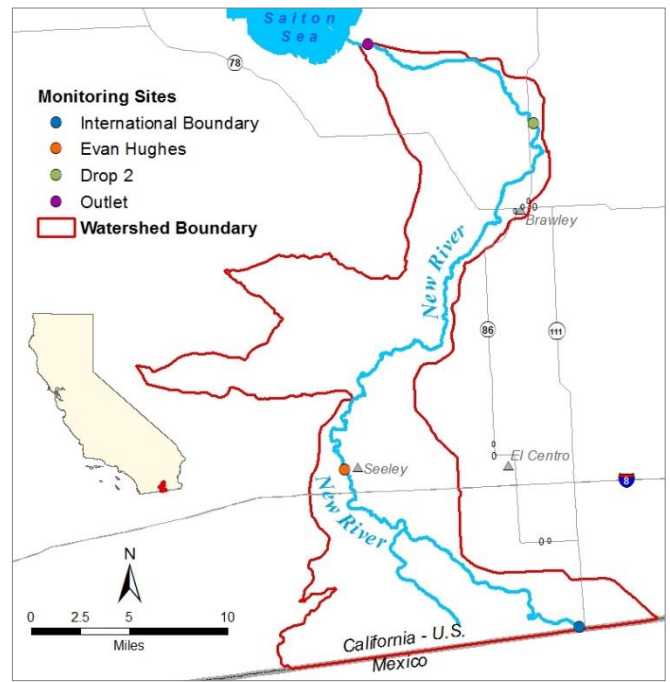 Salton
Sea
78
Monitoring Sites
International Boundary
Evan Hughes
Drop 2
Outlet
Watershed Boundary
Brawley
New River
86
111
El Centro
Seeley
8
New River
N
0 2.5 5 10
Miles
California - U.S.
Mexico